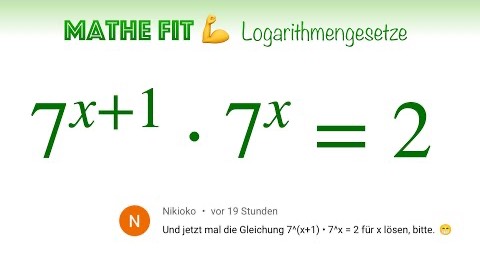 MATHE FIT 💪 Logarithmengesetze
7^{x+1} · 7^x = 2
N
Nikioko • vor 19 Stunden
Und jetzt mal die Gleichung 7^(x+1) • 7^x = 2 für x lösen, bitte. 😁